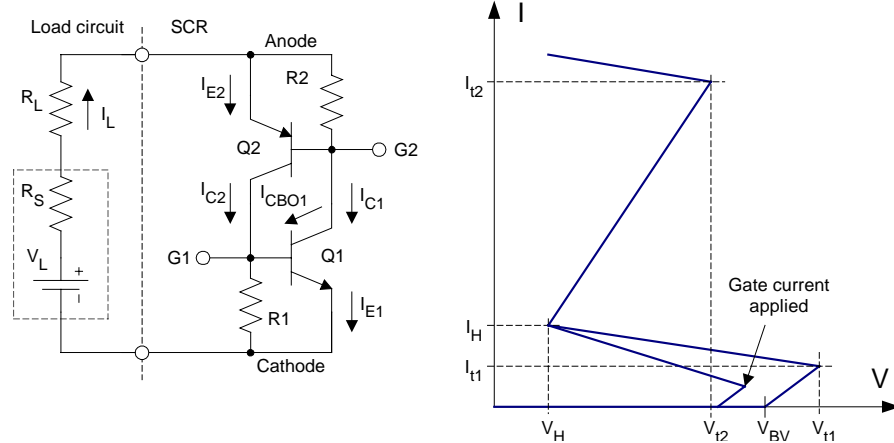 Load circuit
SCR
Anode
R2
I_E2
R_L
I_L
Q2
G2
R_S
I_C2
I_CBO1
I_C1
V_L
+
-
G1
Q1
R1
I_E1
Cathode
I
I_t2
Gate current
applied
I_H
I_t1
V
V_H
V_t2
V_BV
V_t1